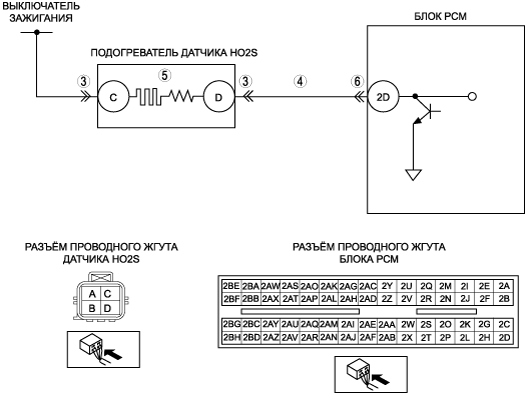 ВЫКЛЮЧАТЕЛЬ
ЗАЖИГАНИЯ
БЛОК PCM
ПОДОГРЕВАТЕЛЬ ДАТЧИКА HO2S
3 5 3 4 6
C D 2D
РАЗЪЁМ ПРОВОДНОГО ЖГУТА
ДАТЧИКА HO2S
A C
B D
РАЗЪЁМ ПРОВОДНОГО ЖГУТА
БЛОКА PCM
2BE 2BA 2AW 2AS 2AO 2AK 2AG 2AC 2Y 2U 2Q 2M 2I 2E 2A
2BF 2BB 2AX 2AT 2AP 2AL 2AH 2AD 2Z 2V 2R 2N 2J 2F 2B
2BG 2BC 2AY 2AU 2AQ 2AM 2AI 2AE 2AA 2W 2S 2O 2K 2G 2C
2BH 2BD 2AZ 2AV 2AR 2AN 2AJ 2AF 2AB 2X 2T 2P 2L 2H 2D